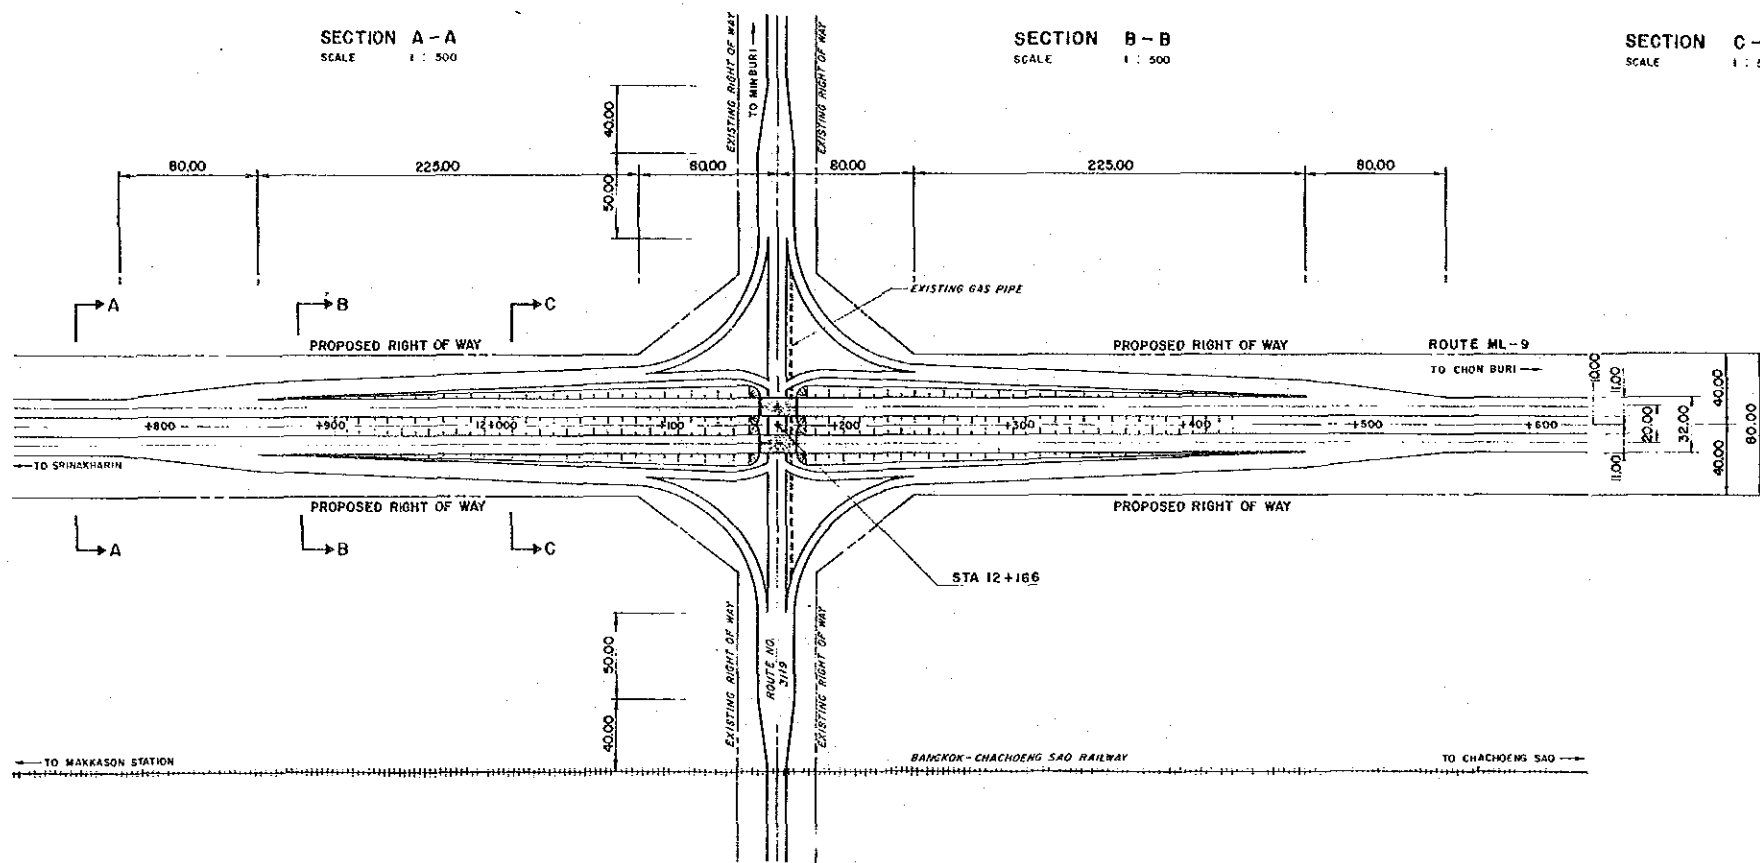 SECTION A-A
SCALE 1 : 500
SECTION B-B
SCALE 1 : 500
SECTION C-
SCALE 1 :
EXISTING RIGHT OF WAY
TO MINBURI
EXISTING RIGHT OF WAY
40.00
50.00
80.00
225.00
80.00
80.00
225.00
80.00
EXISTING GAS PIPE
A
B
C
PROPOSED RIGHT OF WAY
PROPOSED RIGHT OF WAY
ROUTE ML-9
TO CHON BURI
10.00
11.00
40.00
+800
+900
12+000
+100
+200
+300
+400
+500
+600
20.00
32.00
80.00
TO SRINAKHARIN
11.00
40.00
PROPOSED RIGHT OF WAY
PROPOSED RIGHT OF WAY
A
B
C
STA 12+166
50.00
40.00
EXISTING RIGHT OF WAY
ROUTE NO.
3119
EXISTING RIGHT OF WAY
TO MAKKASON STATION
BANGKOK-CHACHOENG SAO RAILWAY
TO CHACHOENG SAO